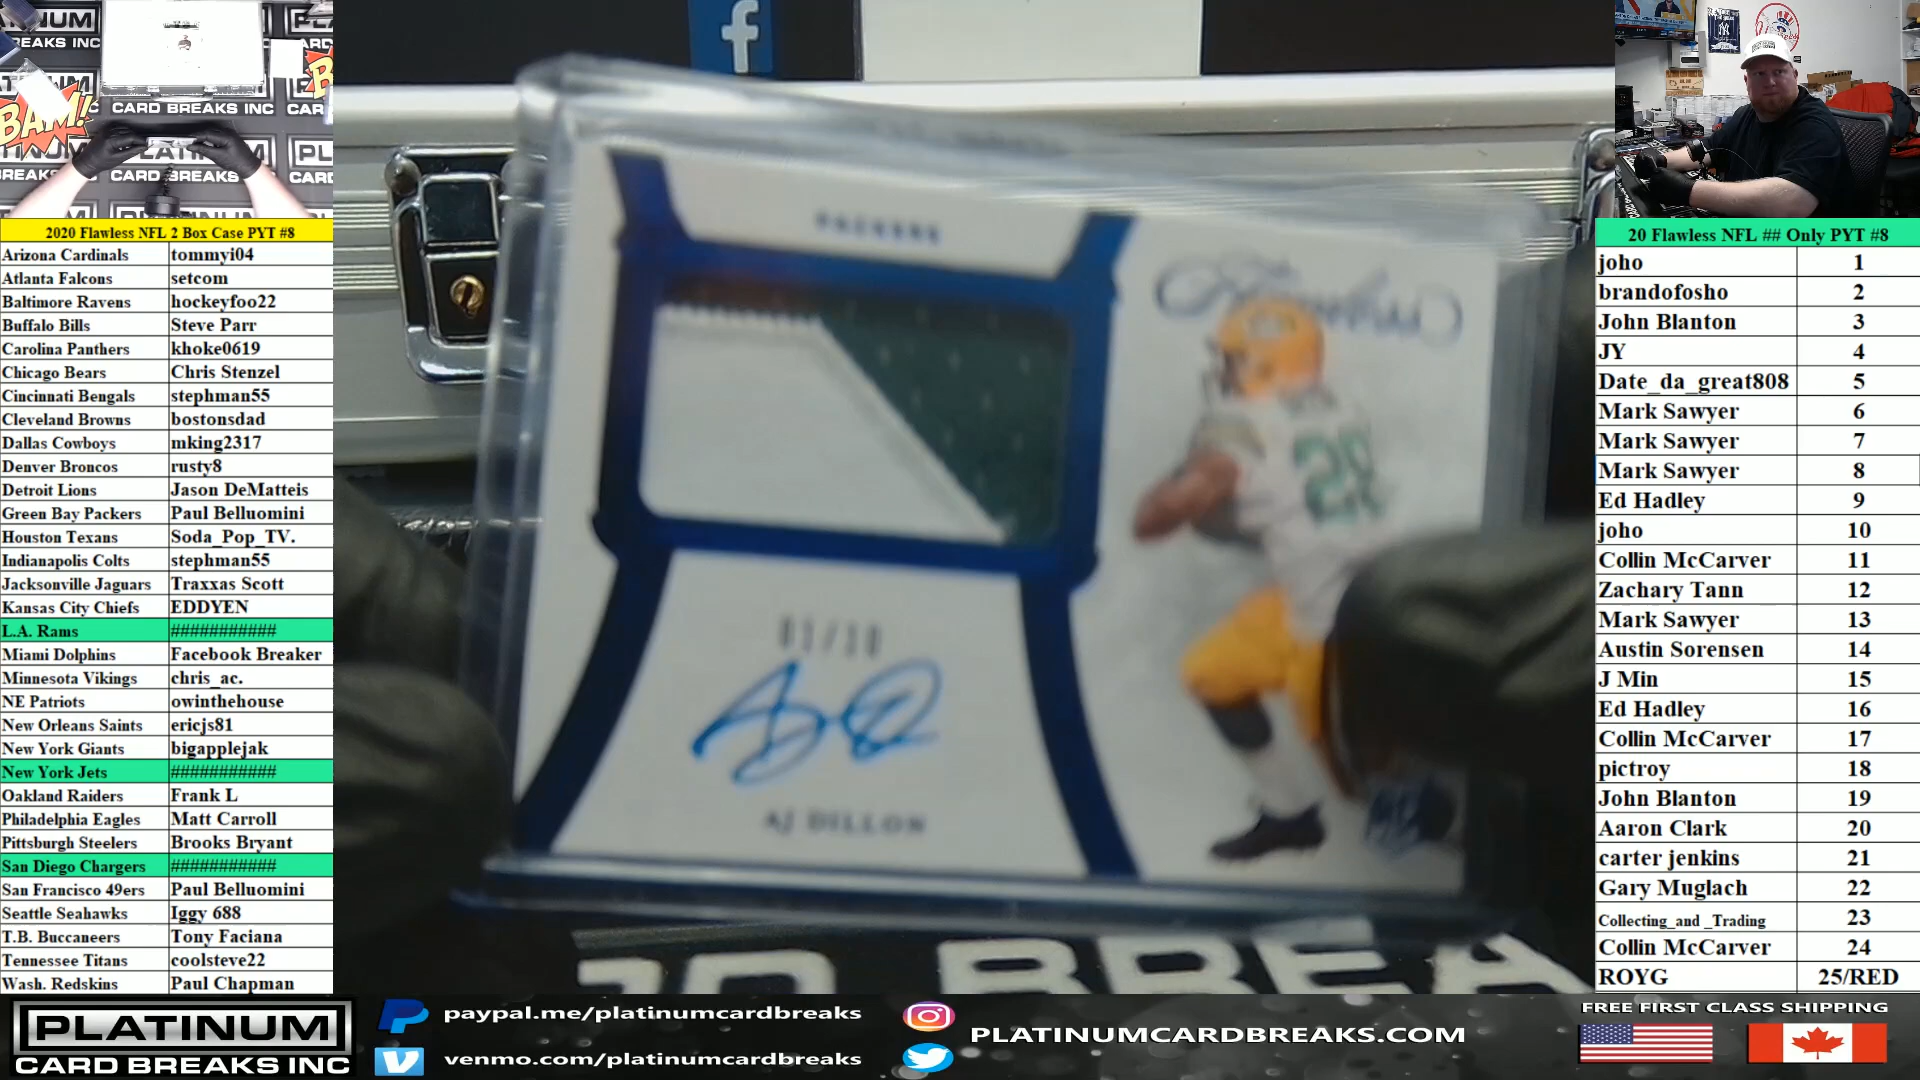 PLATINUM
CARD BREAKS INC
BAM!
2020 Flawless NFL 2 Box Case PYT #8
Arizona Cardinals tommyi04
Atlanta Falcons setcom
Baltimore Ravens hockeyfoo22
Buffalo Bills Steve Parr
Carolina Panthers khoke0619
Chicago Bears Chris Stenzel
Cincinnati Bengals stephman55
Cleveland Browns bostonsdad
Dallas Cowboys mking2317
Denver Broncos rusty8
Detroit Lions Jason DeMatteis
Green Bay Packers Paul Belluomini
Houston Texans Soda_Pop_TV.
Indianapolis Colts stephman55
Jacksonville Jaguars Traxxas Scott
Kansas City Chiefs EDDYEN
L.A. Rams ###########
Miami Dolphins Facebook Breaker
Minnesota Vikings chris_ac.
NE Patriots owinthehouse
New Orleans Saints ericjs81
New York Giants bigapplejak
New York Jets ###########
Oakland Raiders Frank L
Philadelphia Eagles Matt Carroll
Pittsburgh Steelers Brooks Bryant
San Diego Chargers ###########
San Francisco 49ers Paul Belluomini
Seattle Seahawks Iggy 688
T.B. Buccaneers Tony Faciana
Tennessee Titans coolsteve22
Wash. Redskins Paul Chapman
PACKERS
Flawless
28
01/10
AJ DILLON
20 Flawless NFL ## Only PYT #8
joho 1
brandofosho 2
John Blanton 3
JY 4
Date_da_great808 5
Mark Sawyer 6
Mark Sawyer 7
Mark Sawyer 8
Ed Hadley 9
joho 10
Collin McCarver 11
Zachary Tann 12
Mark Sawyer 13
Austin Sorensen 14
J Min 15
Ed Hadley 16
Collin McCarver 17
pictroy 18
John Blanton 19
Aaron Clark 20
carter jenkins 21
Gary Muglach 22
Collecting_and _Trading 23
Collin McCarver 24
ROYG 25/RED
PLATINUM
CARD BREAKS INC
paypal.me/platinumcardbreaks
venmo.com/platinumcardbreaks
PLATINUMCARDBREAKS.COM
FREE FIRST CLASS SHIPPING